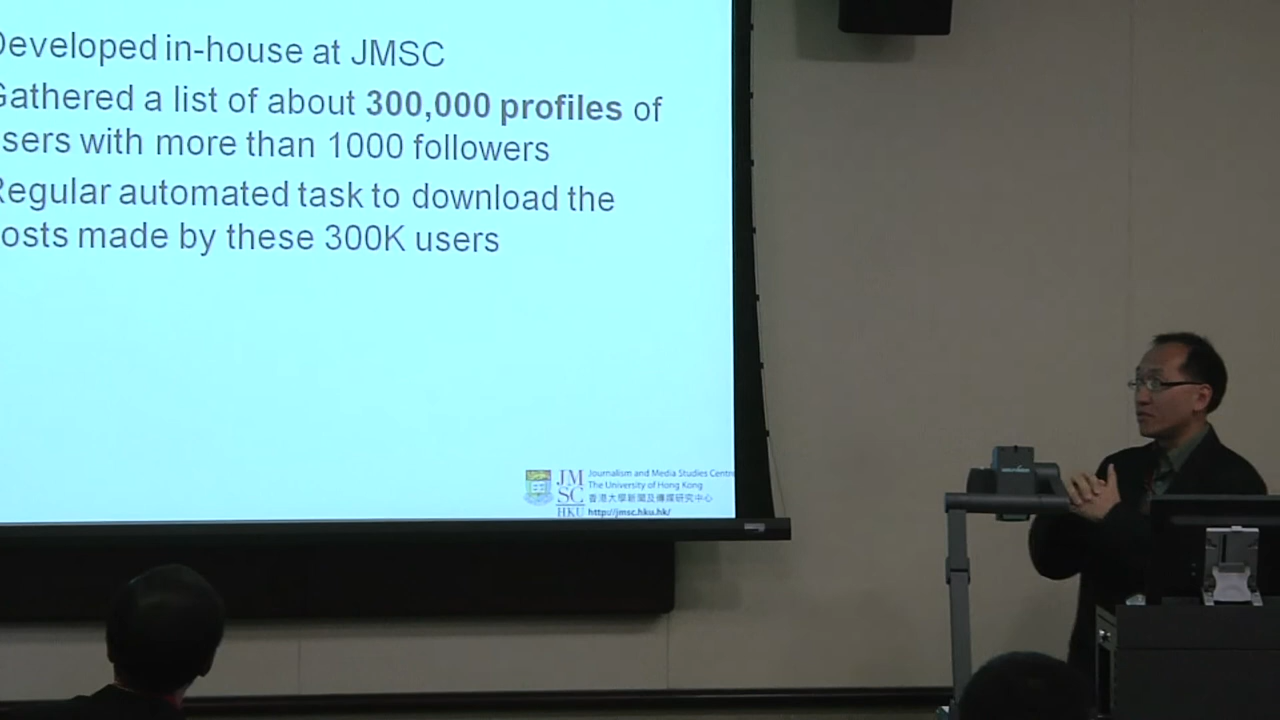 Developed in-house at JMSC
Gathered a list of about 300,000 profiles of
sers with more than 1000 followers
Regular automated task to download the
osts made by these 300K users
JM
SC
HKU
Journalism and Media Studies Centre
The University of Hong Kong
香港大學新聞及傳媒研究中心
http://jmsc.hku.hk/